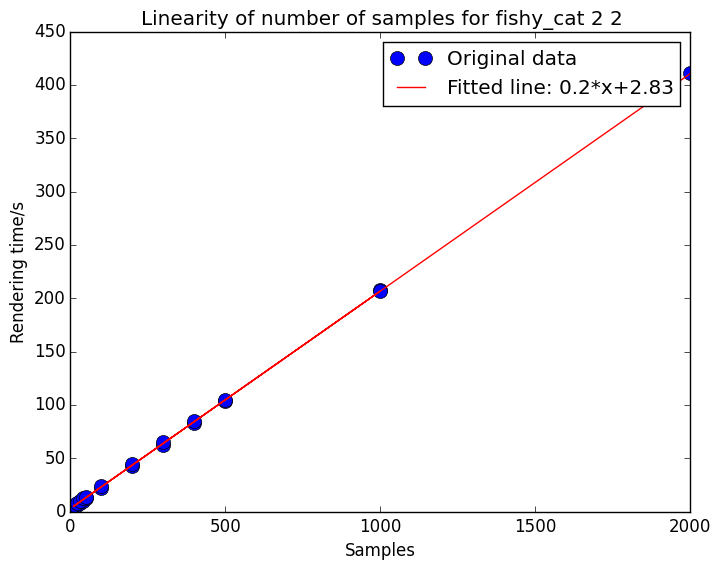 Linearity of number of samples for fishy_cat 2 2
Original data
Fitted line: 0.2*x+2.83
450
400
350
300
250
200
150
100
50
0
Rendering time/s
0 500 1000 1500 2000
Samples